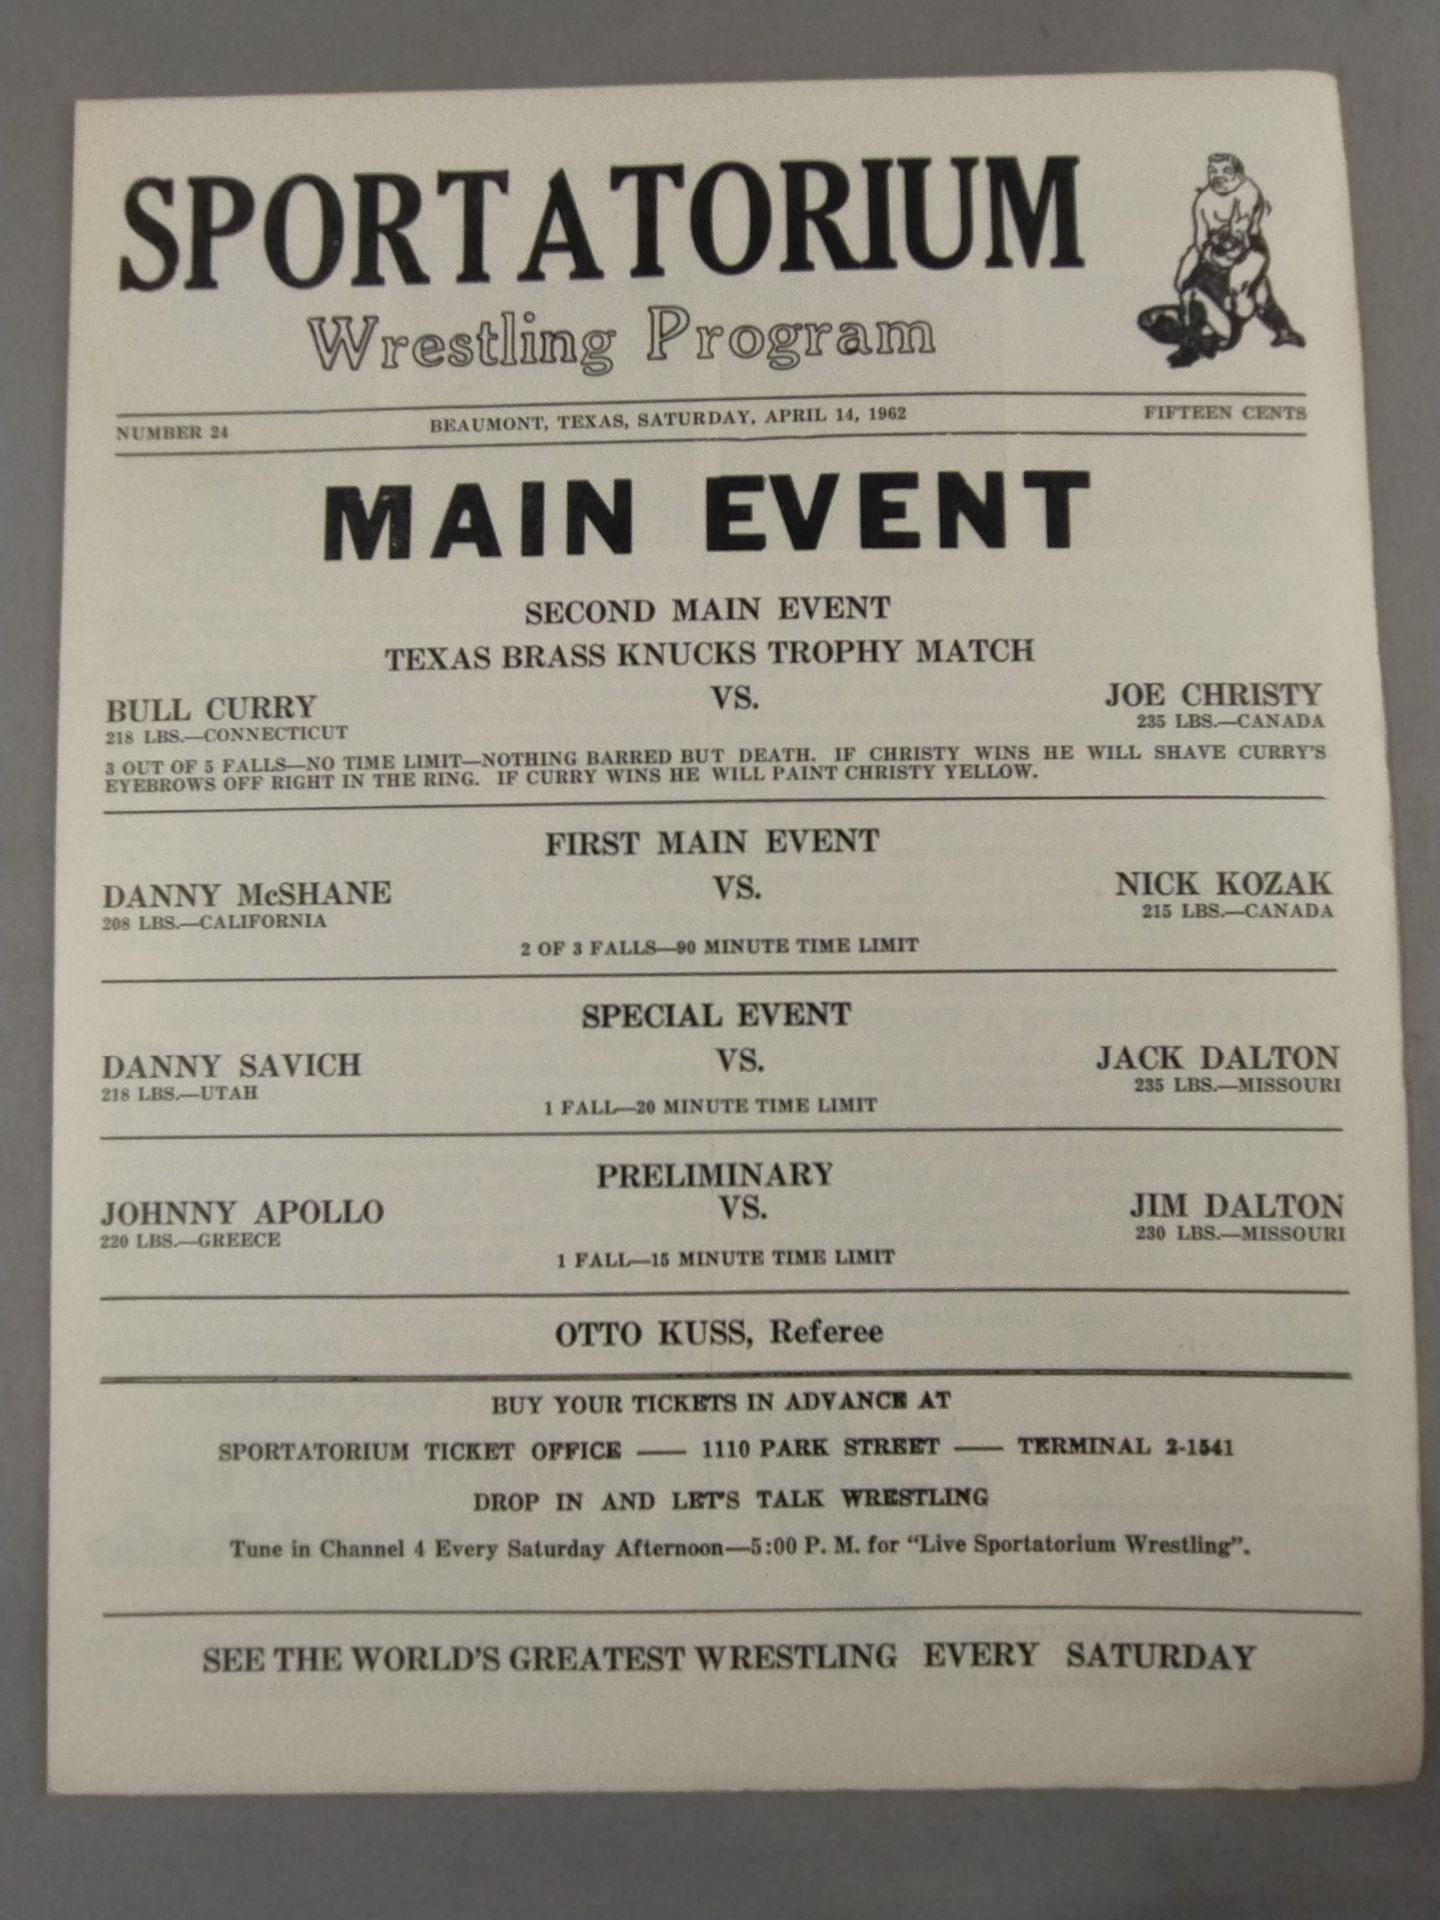 SPORTATORIUM
Wrestling Program
NUMBER 24 BEAUMONT, TEXAS, SATURDAY, APRIL 14, 1962 FIFTEEN CENTS
MAIN EVENT
SECOND MAIN EVENT
TEXAS BRASS KNUCKS TROPHY MATCH
BULL CURRY VS. JOE CHRISTY
218 LBS.—CONNECTICUT 235 LBS.—CANADA
3 OUT OF 5 FALLS—NO TIME LIMIT—NOTHING BARRED BUT DEATH. IF CHRISTY WINS HE WILL SHAVE CURRY'S
EYEBROWS OFF RIGHT IN THE RING. IF CURRY WINS HE WILL PAINT CHRISTY YELLOW.
FIRST MAIN EVENT
DANNY McSHANE VS. NICK KOZAK
208 LBS.—CALIFORNIA 215 LBS.—CANADA
2 OF 3 FALLS—90 MINUTE TIME LIMIT
SPECIAL EVENT
DANNY SAVICH VS. JACK DALTON
218 LBS.—UTAH 235 LBS.—MISSOURI
1 FALL—20 MINUTE TIME LIMIT
PRELIMINARY
JOHNNY APOLLO VS. JIM DALTON
220 LBS.—GREECE 230 LBS.—MISSOURI
1 FALL—15 MINUTE TIME LIMIT
OTTO KUSS, Referee
BUY YOUR TICKETS IN ADVANCE AT
SPORTATORIUM TICKET OFFICE — 1110 PARK STREET — TERMINAL 2-1541
DROP IN AND LET'S TALK WRESTLING
Tune in Channel 4 Every Saturday Afternoon—5:00 P. M. for “Live Sportatorium Wrestling”.
SEE THE WORLD'S GREATEST WRESTLING EVERY SATURDAY